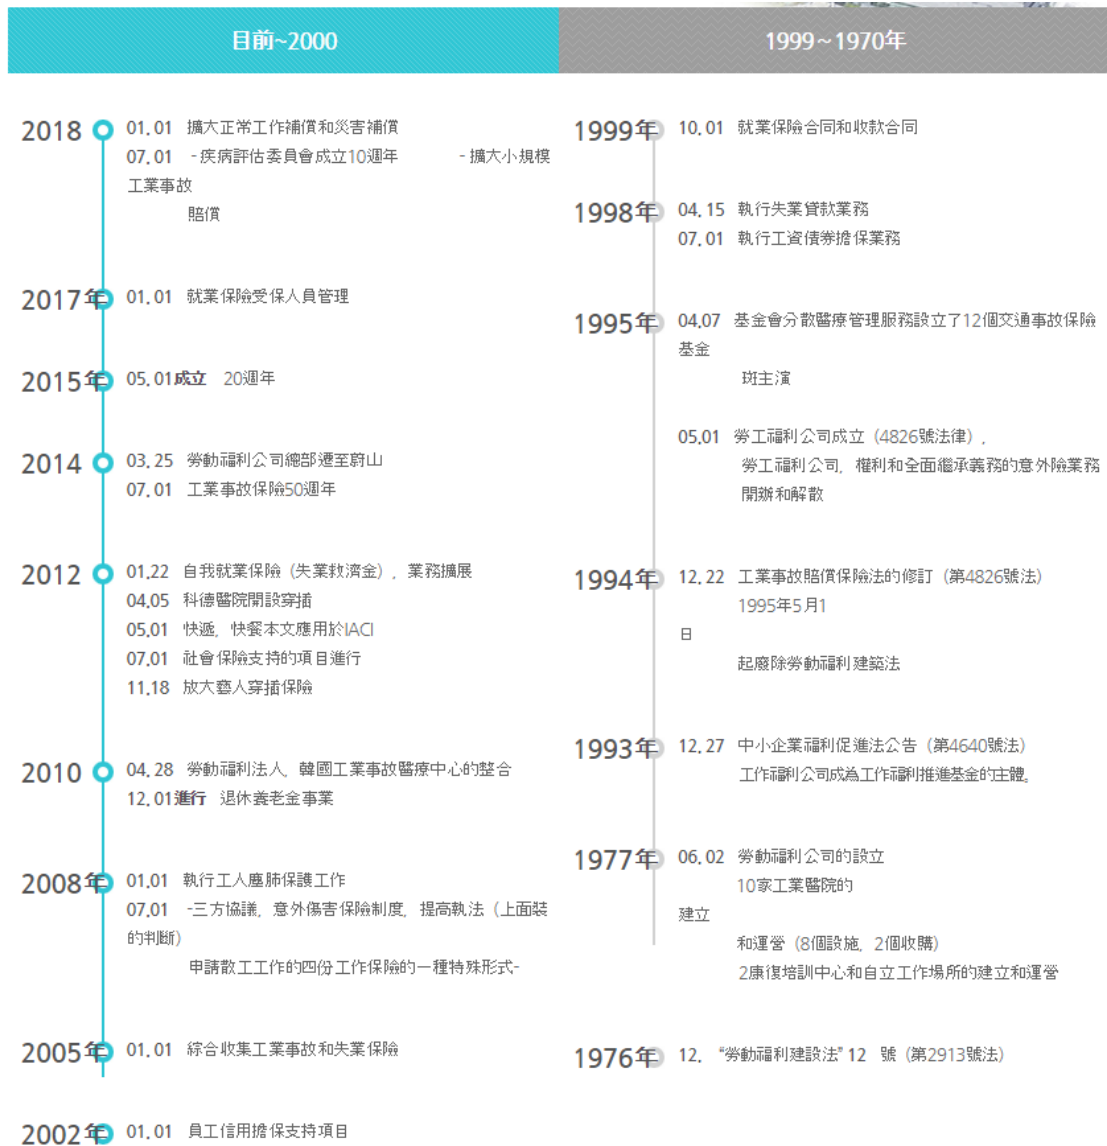 目前~2000
2018
01.01 擴大正常工作補償和災害補償
07.01 -疾病評估委員會成立10週年 -擴大小規模
工業事故
賠償
2017年
01.01 就業保險受保人員管理
2015年
05.01成立 20週年
2014
03.25 勞動福利公司總部遷至蔚山
07.01 工業事故保險50週年
2012
01.22 自我就業保險（失業救濟金）, 業務擴展
04.05 科德醫院開設穿插
05.01 快遞, 快餐本文應用於IACI
07.01 社會保險支持的項目進行
11.18 放大藝人穿插保險
2010
04.28 勞動福利法人, 韓國工業事故醫療中心的整合
12.01進行 退休養老金事業
2008年
01.01 執行工人塵肺保護工作
07.01 -三方協議, 意外傷害保險制度, 提高執法（上面裝
的判斷）
申請散工工作的四份工作保險的一種特殊形式-
2005年
01.01 綜合收集工業事故和失業保險
2002年
01.01 員工信用擔保支持項目
1999~1970年
1999年
10.01 就業保險合同和收款合同
1998年
04.15 執行失業貸款業務
07.01 執行工資債券擔保業務
1995年
04.07 基金會分散醫療管理服務設立了12個交通事故保險
基金
班主演
05.01 勞工福利公司成立（4826號法律）,
勞工福利公司, 權利和全面繼承義務的意外險業務
開辦和解散
1994年
12.22 工業事故賠償保險法的修訂（第4826號法）
1995年5月1
日
起廢除勞動福利建築法
1993年
12.27 中小企業福利促進法公告（第4640號法）
工作福利公司成為工作福利推進基金的主體。
1977年
06.02 勞動福利公司的設立
10家工業醫院的
建立
和運營（8個設施, 2個收購）
2康復培訓中心和自立工作場所的建立和運營
1976年
12. “勞動福利建設法” 12 號（第2913號法）